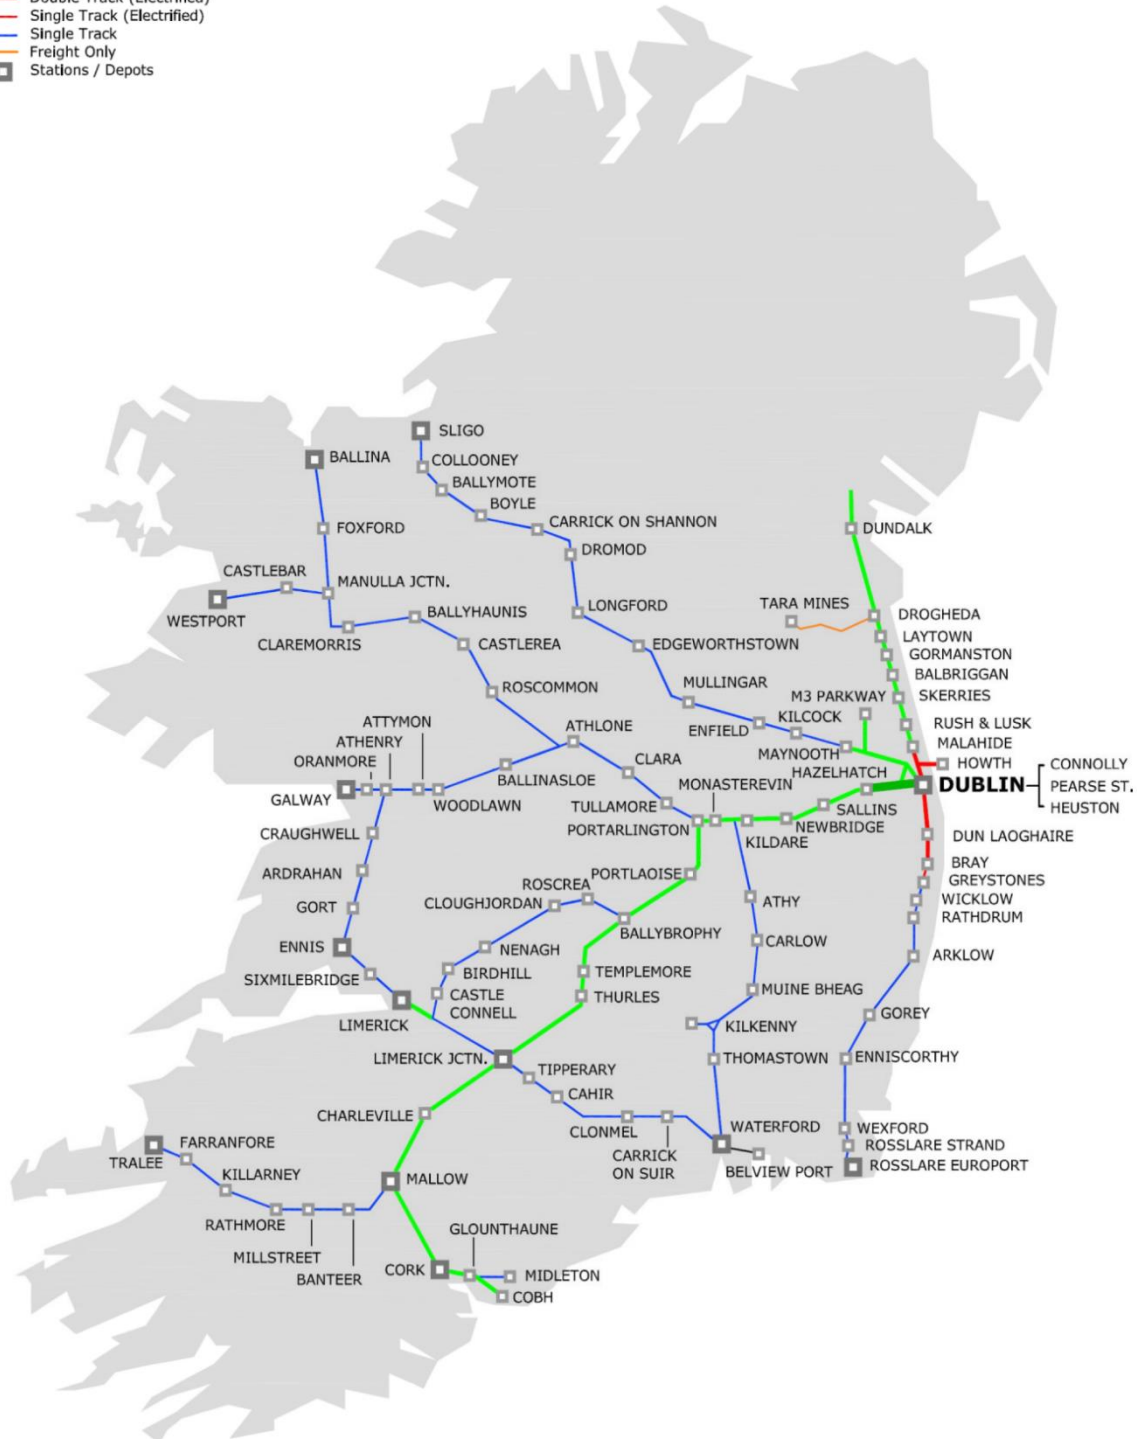 Double Track (Electrified)
Single Track (Electrified)
Single Track
Freight Only
Stations / Depots
SLIGO
BALLINA
COLLOONEY
BALLYMOTE
BOYLE
CARRICK ON SHANNON
FOXFORD
DUNDALK
DROMOD
CASTLEBAR
MANULLA JCTN.
WESTPORT
BALLYHAUNIS
LONGFORD
TARA MINES
DROGHEDA
CLAREMORRIS
CASTLEREA
EDGEWORTHSTOWN
LAYTOWN
GORMANSTON
BALBRIGGAN
ROSCOMMON
MULLINGAR
M3 PARKWAY
SKERRIES
ATTYMON
ATHLONE
KILCOCK
ENFIELD
RUSH & LUSK
ATHENRY
MAYNOOTH
MALAHIDE
ORANMORE
CLARA
HAZELHATCH
HOWTH
CONNOLLY
BALLINASLOE
MONASTEREVIN
DUBLIN
PEARSE ST.
GALWAY
WOODLAWN
TULLAMORE
SALLINS
HEUSTON
CRAUGHWELL
PORTARLINGTON
NEWBRIDGE
KILDARE
DUN LAOGHAIRE
ARDRAHAN
PORTLAOISE
BRAY
ROSCREA
GREYSTONES
GORT
CLOUGHJORDAN
ATHY
WICKLOW
RATHDRUM
BALLYBROPHY
ENNIS
NENAGH
CARLOW
ARKLOW
SIXMILEBRIDGE
BIRDHILL
TEMPLEMORE
CASTLE
CONNELL
THURLES
MUINE BHEAG
LIMERICK
KILKENNY
GOREY
LIMERICK JCTN.
THOMASTOWN
ENNISCORTHY
TIPPERARY
CAHIR
CHARLEVILLE
CLONMEL
WATERFORD
WEXFORD
FARRANFORE
TRALEE
CARRICK
ON SUIR
BELVIEW PORT
ROSSLARE STRAND
ROSSLARE EUROPORT
KILLARNEY
MALLOW
RATHMORE
GLOUNTHAUNE
MILLSTREET
BANTEER
CORK
MIDLETON
COBH